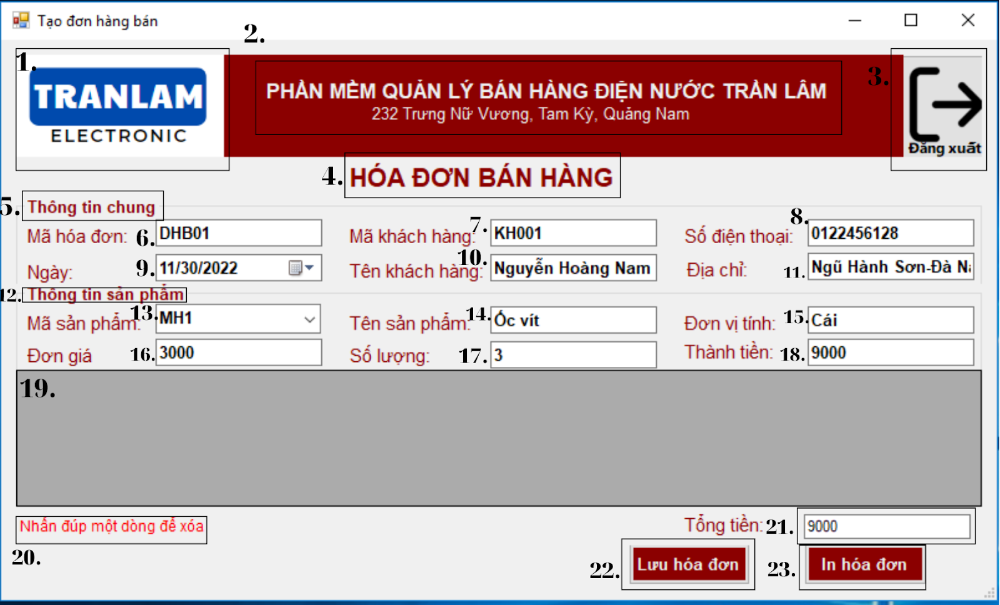 Tạo đơn hàng bán
2.
1.
TRANLAM
ELECTRONIC
PHẦN MỀM QUẢN LÝ BÁN HÀNG ĐIỆN NƯỚC TRẦN LÂM
232 Trưng Nữ Vương, Tam Kỳ, Quảng Nam
3.
Đăng xuất
4. HÓA ĐƠN BÁN HÀNG
5. Thông tin chung
Mã hóa đơn: 6. DHB01 Mã khách hàng: 7. KH001 Số điện thoại: 8. 0122456128
Ngày: 9. 11/30/2022 Tên khách hàng: 10. Nguyễn Hoàng Nam Địa chỉ: 11. Ngũ Hành Sơn-Đà
12. Thông tin sản phẩm
Mã sản phẩm: 13. MH1 Tên sản phẩm: 14. Ốc vít Đơn vị tính: 15. Cái
Đơn giá 16. 3000 Số lượng: 17. 3 Thành tiền: 18. 9000
19.
Nhấn đúp một dòng để xóa Tổng tiền: 21. 9000
20.
22. Lưu hóa đơn 23. In hóa đơn